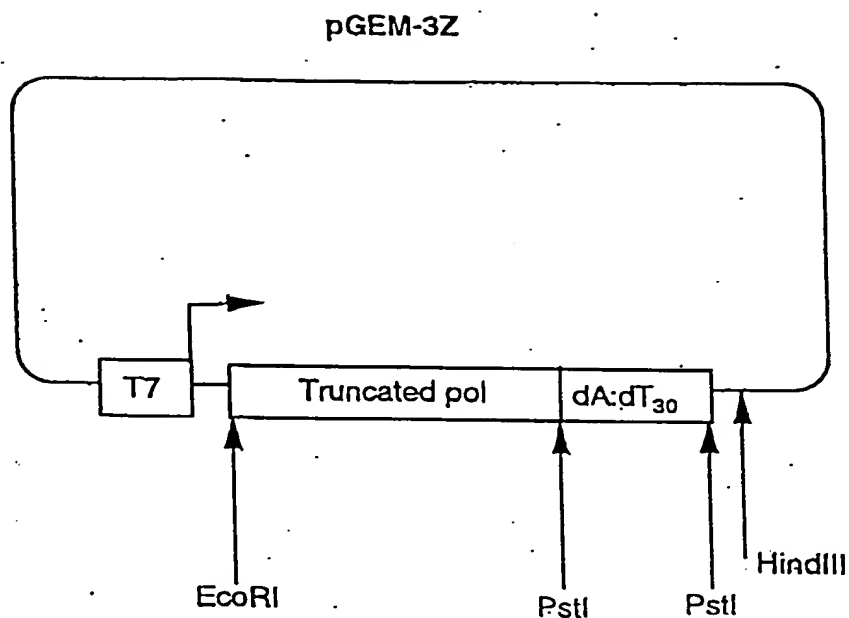 pGEM-3Z
T7
Truncated pol
dA:dT30
EcoRI
PstI
PstI
HindIII